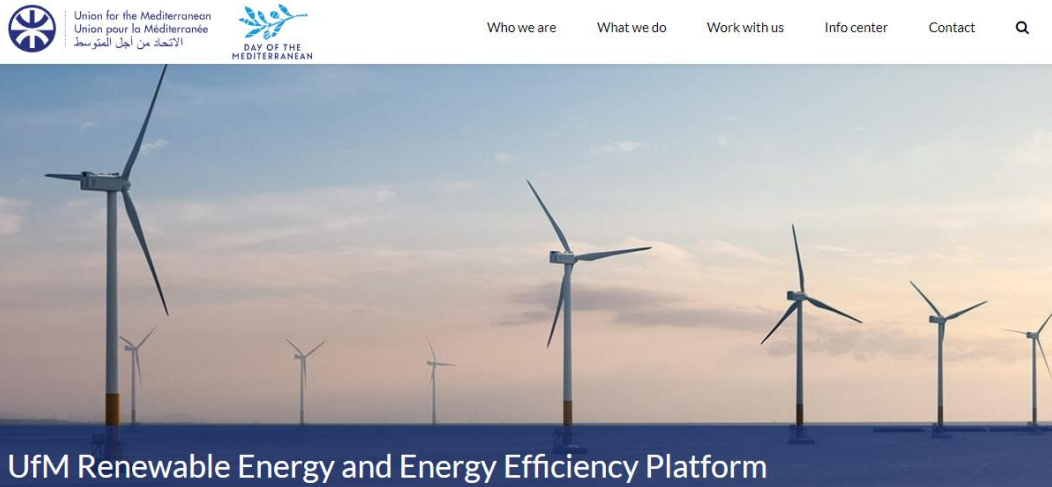 Union for the Mediterranean
Union pour la Méditerranée
الاتحاد من أجل المتوسط
DAY OF THE
MEDITERRANEAN
Who we are
What we do
Work with us
Info center
Contact
UfM Renewable Energy and Energy Efficiency Platform